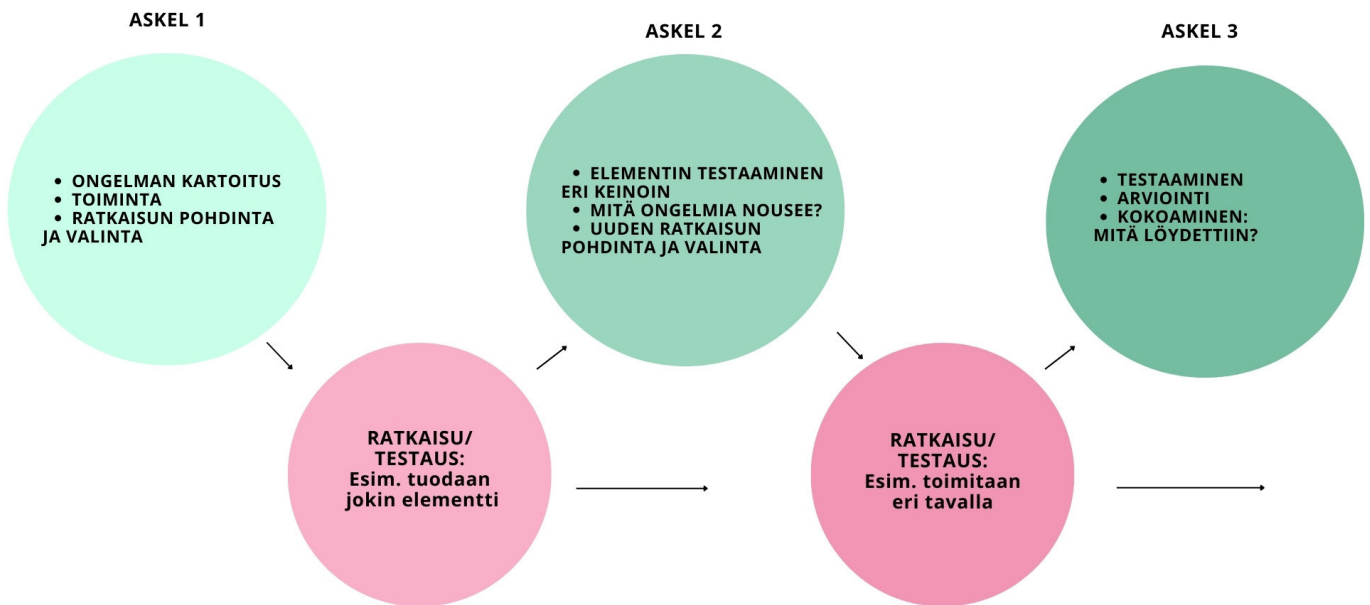 ASKEL 1
• ONGELMAN KARTOITUS
• TOIMINTA
• RATKAISUN POHDINTA
JA VALINTA
RATKAISU/
TESTAUS:
Esim. tuodaan
jokin elementti
ASKEL 2
• ELEMENTIN TESTAAMINEN
ERI KEINOIN
• MITÄ ONGELMIA NOUSEE?
• UUDEN RATKAISUN
POHDINTA JA VALINTA
RATKAISU/
TESTAUS:
Esim. toimitaan
eri tavalla
ASKEL 3
• TESTAAMINEN
• ARVIOINTI
• KOKOAMINEN:
MITÄ LÖYDETTIIN?